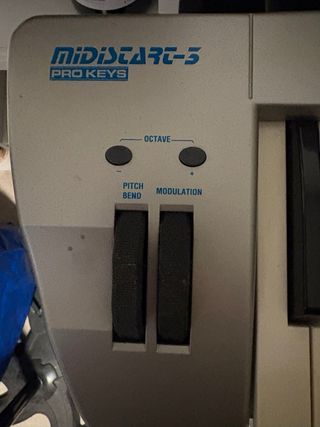 MIDISTART-3
PRO KEYS
OCTAVE
- +
PITCH BEND MODULATION